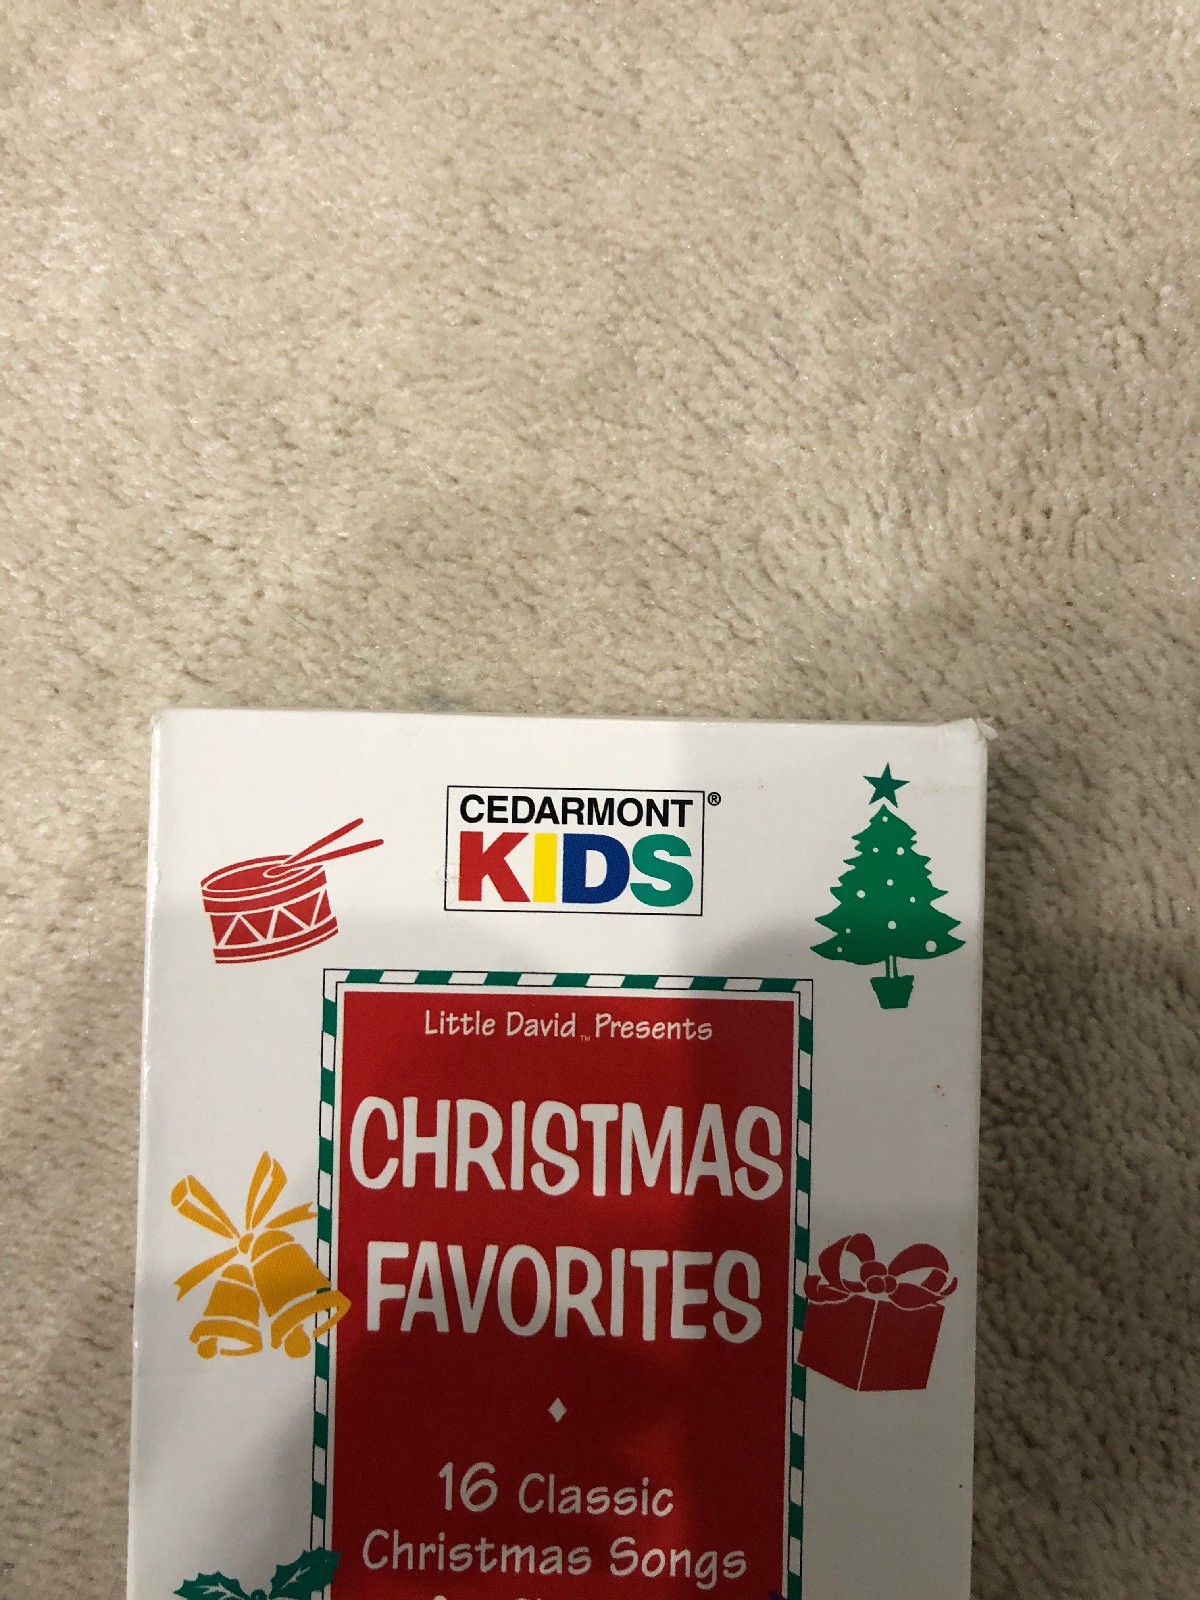 CEDARMONT ®
KIDS
Little David™ Presents
CHRISTMAS
FAVORITES
16 Classic
Christmas Songs